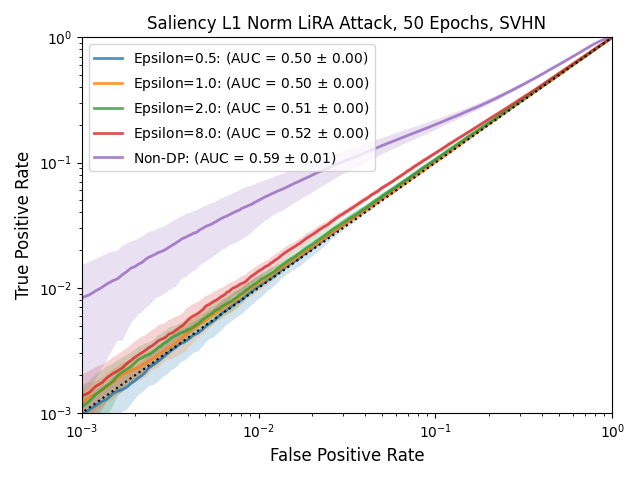 Saliency L1 Norm LiRA Attack, 50 Epochs, SVHN
10⁰
Epsilon=0.5: (AUC = 0.50 ± 0.00)
Epsilon=1.0: (AUC = 0.50 ± 0.00)
Epsilon=2.0: (AUC = 0.51 ± 0.00)
Epsilon=8.0: (AUC = 0.52 ± 0.00)
Non-DP: (AUC = 0.59 ± 0.01)
10⁻¹
True Positive Rate
10⁻²
10⁻³
10⁻³ 10⁻² 10⁻¹ 10⁰
False Positive Rate